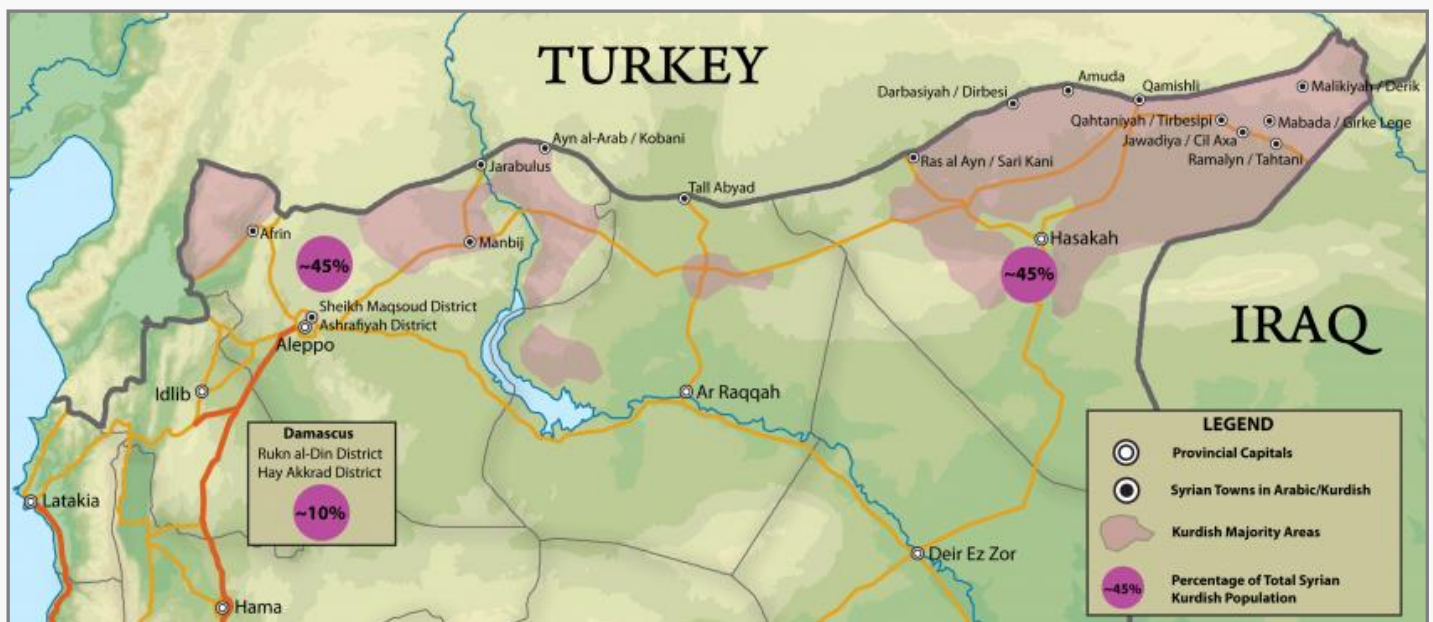 TURKEY
Amuda
Darbasiyah / Dirbesi
Qamishli
Malikiyah / Derik
Qahtaniyah / Tirbesipi
Mabada / Girke Lege
Jawadiya / Cil Axa
Ramalyn / Tahtani
Ayn al-Arab / Kobani
Jarabulus
Ras al Ayn / Sari Kani
Tall Abyad
Afrin
Manbij
Hasakah
~45%
~45%
Sheikh Maqsoud District
Ashrafiyah District
Aleppo
IRAQ
Idlib
Ar Raqqah
Damascus
Rukn al-Din District
Hay Akkrad District
~10%
Latakia
Deir Ez Zor
Hama
LEGEND
Provincial Capitals
Syrian Towns in Arabic/Kurdish
Kurdish Majority Areas
~45%
Percentage of Total Syrian
Kurdish Population